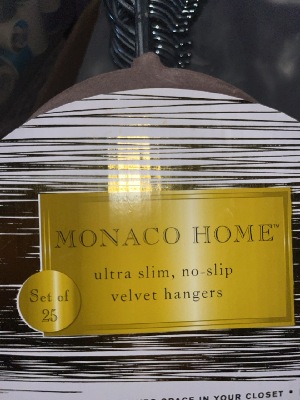 MONACO HOME™
ultra slim, no-slip
velvet hangers
Set of
25
SPACE IN YOUR CLOSET •